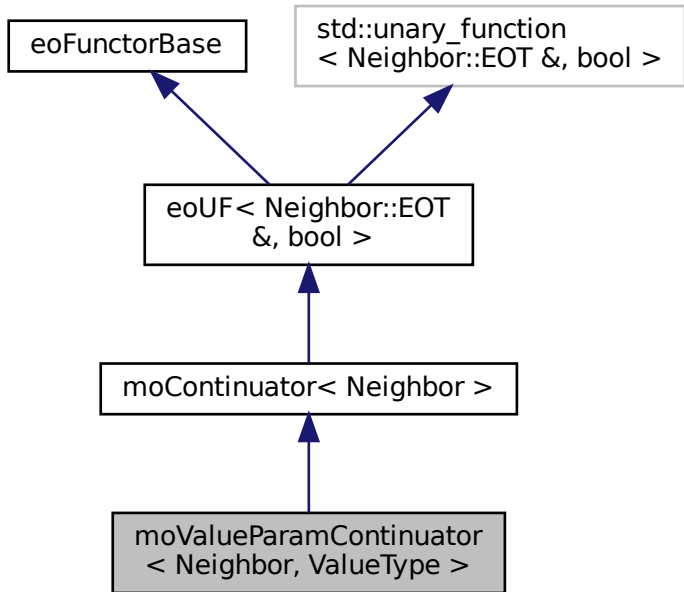 eoFunctorBase
std::unary_function
< Neighbor::EOT &, bool >
eoUF< Neighbor::EOT
&, bool >
moContinuator< Neighbor >
moValueParamContinuator
< Neighbor, ValueType >